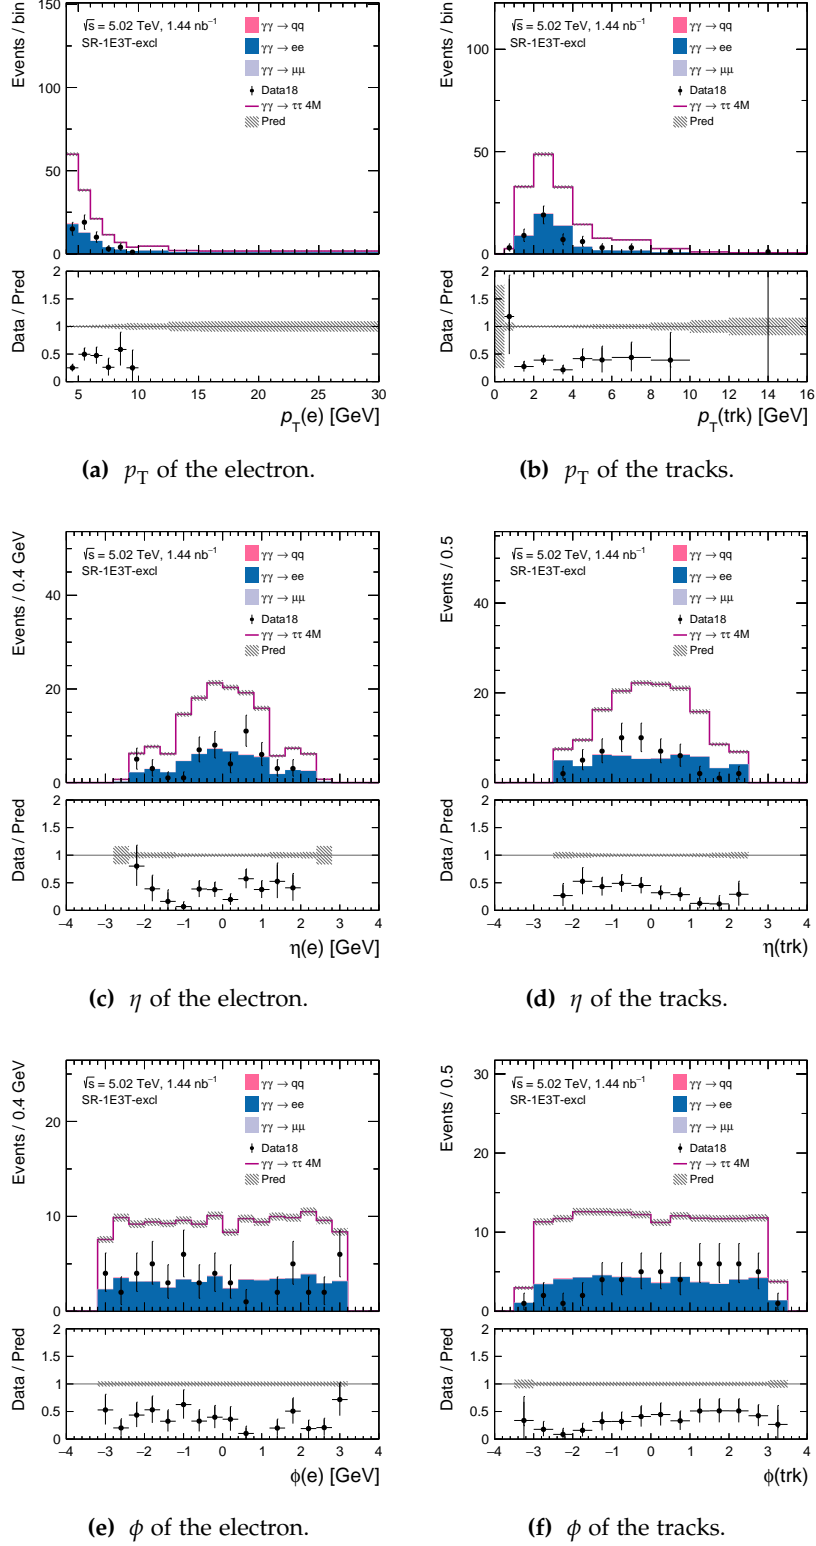 Events / bin
150
100
50
0
√s = 5.02 TeV, 1.44 nb⁻¹
SR-1E3T-excl
γγ → qq
γγ → ee
γγ → μμ
Data18
γγ → ττ 4M
Pred
Data / Pred
2
1.5
1
0.5
0
5 10 15 20 25 30
p_T(e) [GeV]
(a) p_T of the electron.
Events / bin
100
50
0
√s = 5.02 TeV, 1.44 nb⁻¹
SR-1E3T-excl
γγ → qq
γγ → ee
γγ → μμ
Data18
γγ → ττ 4M
Pred
Data / Pred
2
1.5
1
0.5
0
0 2 4 6 8 10 12 14 16
p_T(trk) [GeV]
(b) p_T of the tracks.
Events / 0.4 GeV
40
20
0
√s = 5.02 TeV, 1.44 nb⁻¹
SR-1E3T-excl
γγ → qq
γγ → ee
γγ → μμ
Data18
γγ → ττ 4M
Pred
Data / Pred
2
1.5
1
0.5
0
−4 −3 −2 −1 0 1 2 3 4
η(e) [GeV]
(c) η of the electron.
Events / 0.5
40
20
0
√s = 5.02 TeV, 1.44 nb⁻¹
SR-1E3T-excl
γγ → qq
γγ → ee
γγ → μμ
Data18
γγ → ττ 4M
Pred
Data / Pred
2
1.5
1
0.5
0
−4 −3 −2 −1 0 1 2 3 4
η(trk)
(d) η of the tracks.
Events / 0.4 GeV
20
10
0
√s = 5.02 TeV, 1.44 nb⁻¹
SR-1E3T-excl
γγ → qq
γγ → ee
γγ → μμ
Data18
γγ → ττ 4M
Pred
Data / Pred
2
1.5
1
0.5
0
−4 −3 −2 −1 0 1 2 3 4
ϕ(e) [GeV]
(e) ϕ of the electron.
Events / 0.5
30
20
10
0
√s = 5.02 TeV, 1.44 nb⁻¹
SR-1E3T-excl
γγ → qq
γγ → ee
γγ → μμ
Data18
γγ → ττ 4M
Pred
Data / Pred
2
1.5
1
0.5
0
−4 −3 −2 −1 0 1 2 3 4
ϕ(trk)
(f) ϕ of the tracks.